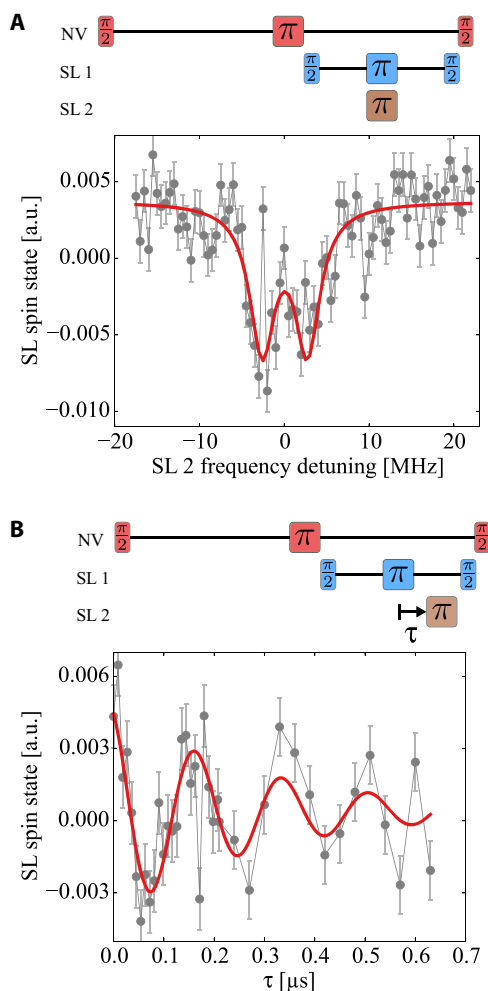 A
π/2 π π/2
NV
π/2 π π/2
SL 1
π
SL 2
0.005
0.000
−0.005
−0.010
SL spin state [a.u.]
−20 −10 0 10 20
SL 2 frequency detuning [MHz]
B
π/2 π π/2
NV
π/2 π π/2
SL 1
π
SL 2
τ
0.006
0.003
0.000
−0.003
SL spin state [a.u.]
0.0 0.1 0.2 0.3 0.4 0.5 0.6 0.7
τ [μs]